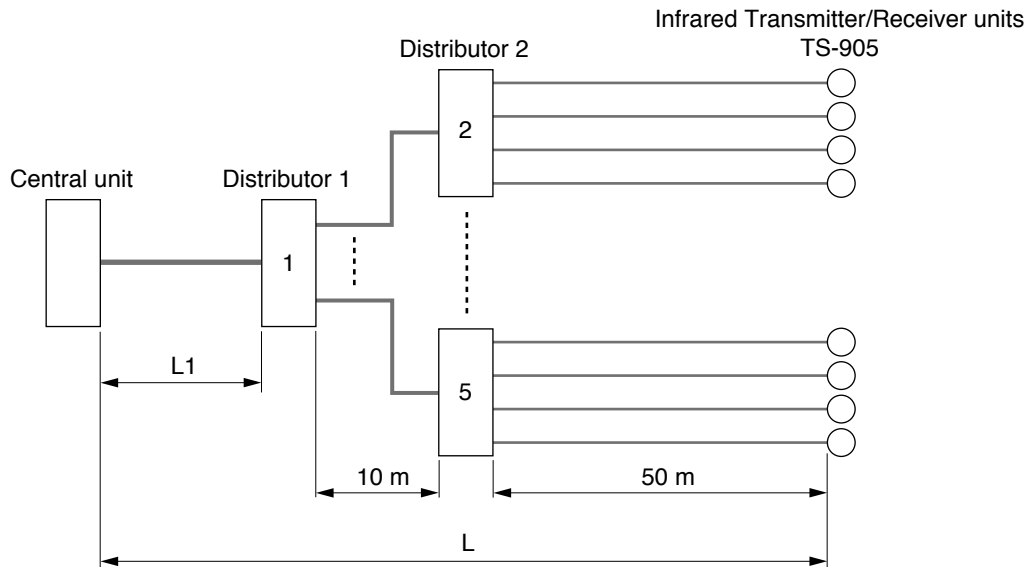 Infrared Transmitter/Receiver units
TS-905
Distributor 2
2
Central unit
Distributor 1
1
L1
5
10 m
50 m
L